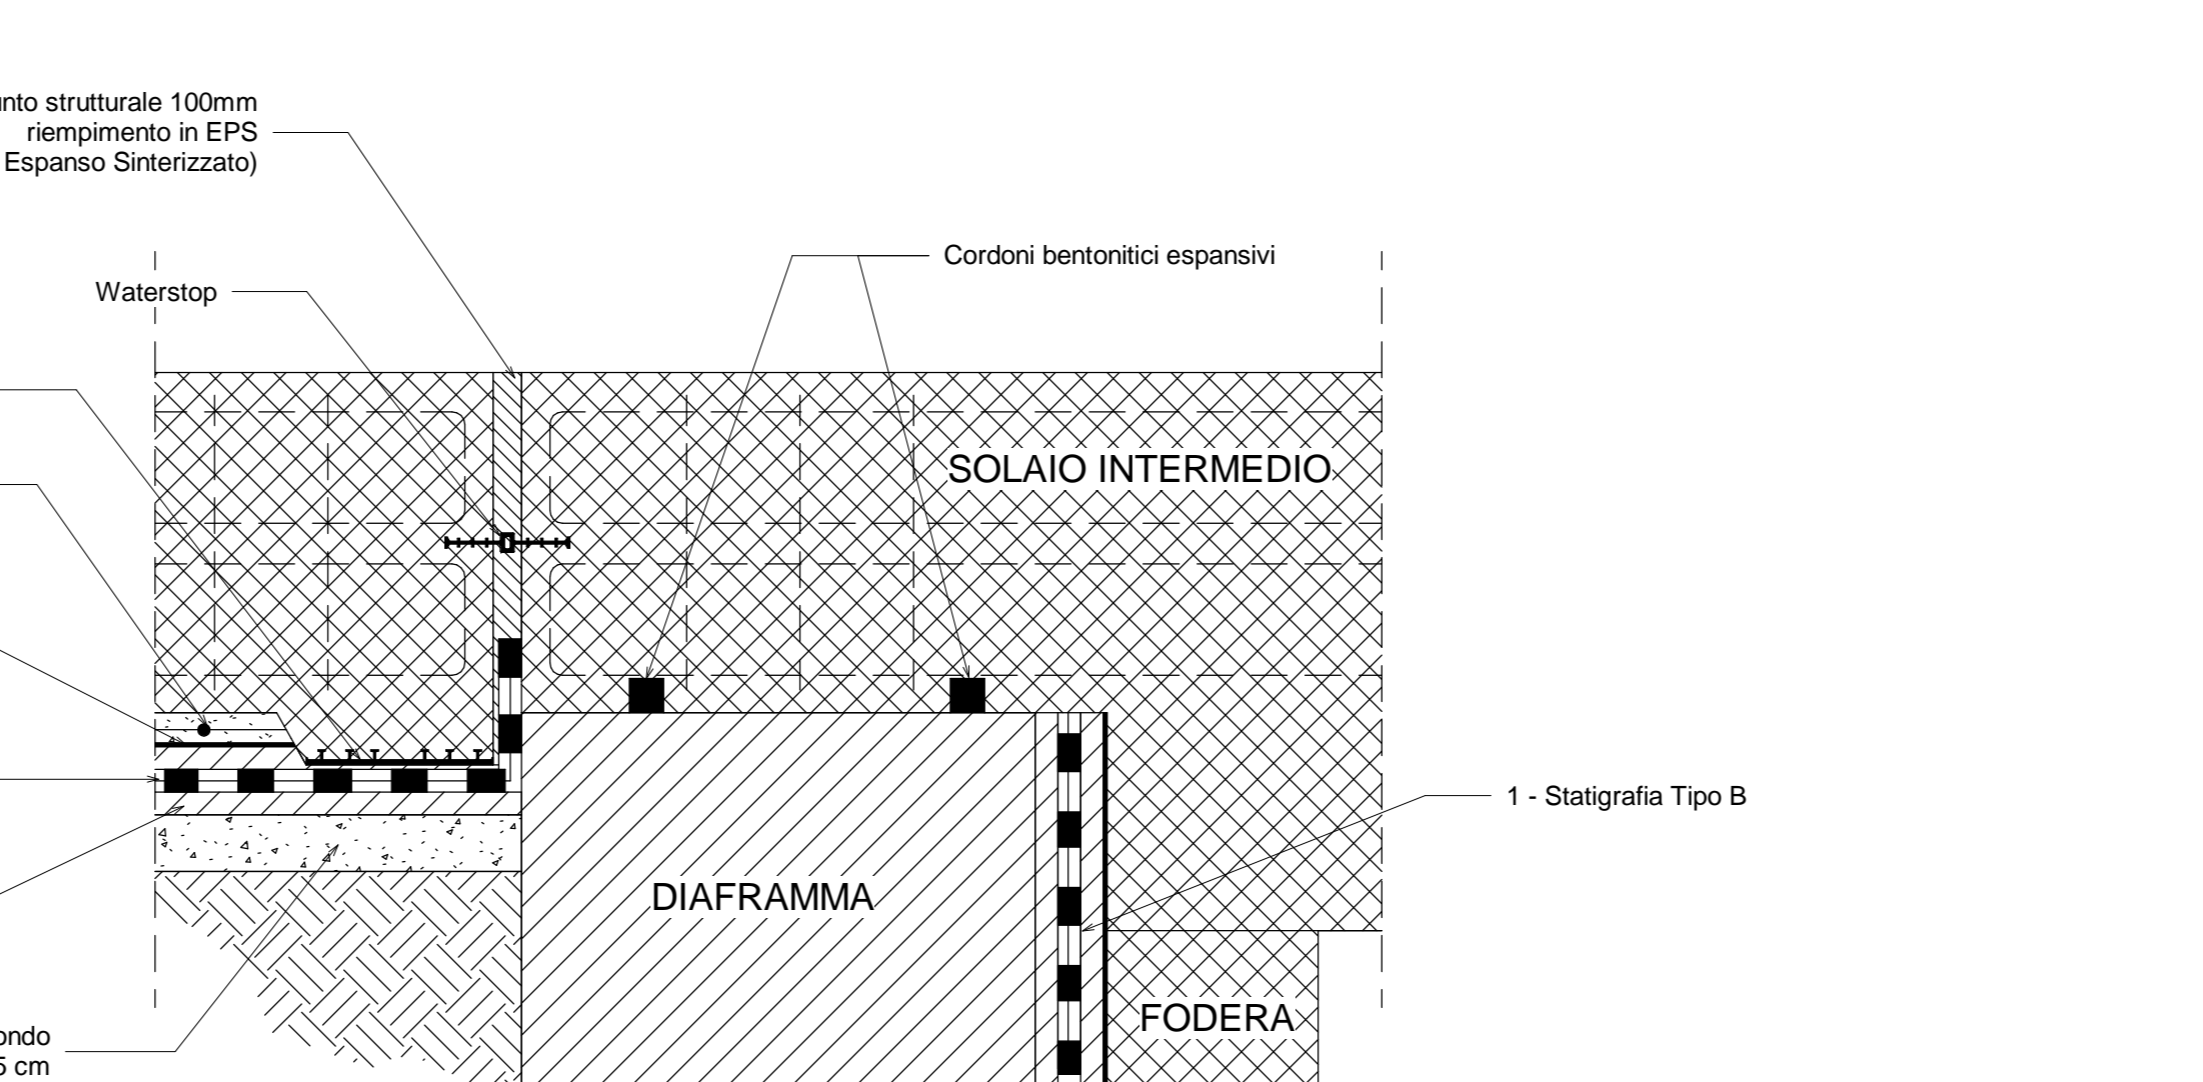 nto strutturale 100mm
riempimento in EPS
Espanso Sinterizzato)
Cordoni bentonitici espansivi
Waterstop
SOLAIO INTERMEDIO
1 - Statigrafia Tipo B
DIAFRAMMA
FODERA
ondo
5 cm